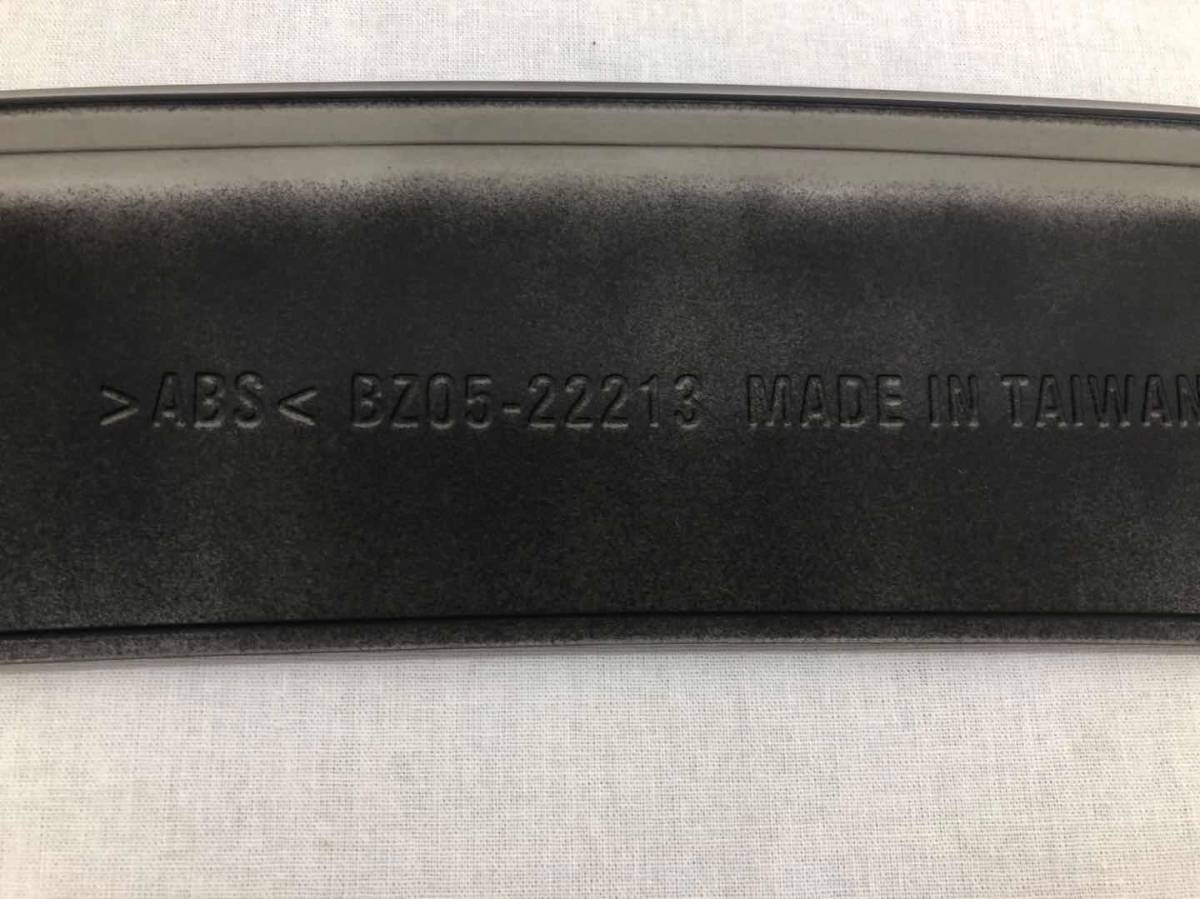 >ABS< BZ05-22213 MADE IN TAIWAN